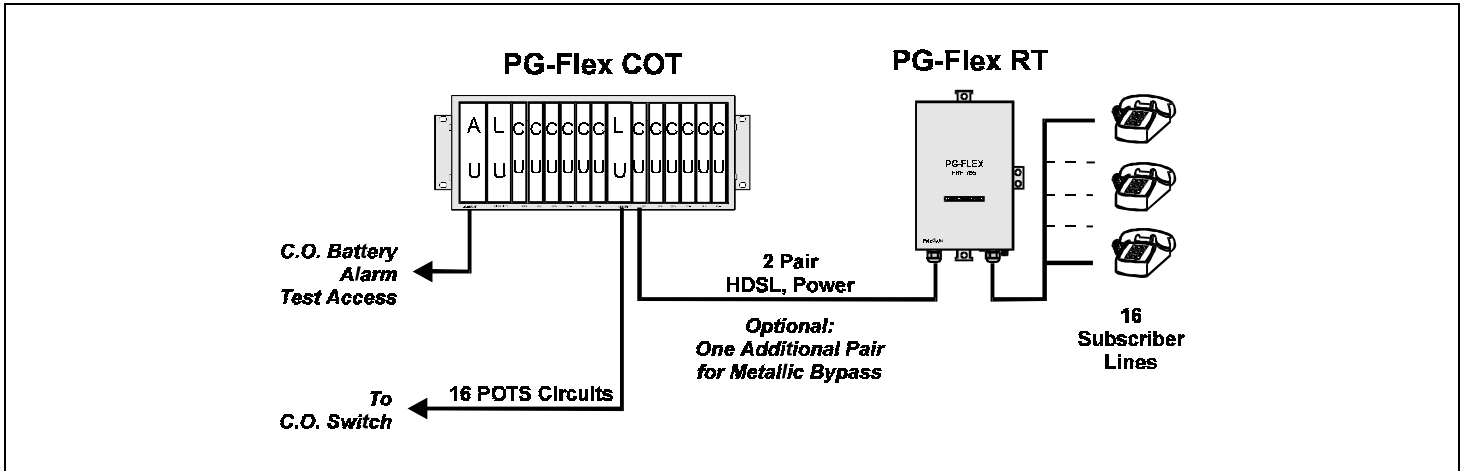 PG-Flex COT
PG-Flex RT
A L C C C C C C L C C C C C C
U U U U U U U U U U U U U U U
PG-FLEX
C.O. Battery
Alarm
Test Access
2 Pair
HDSL, Power
Optional:
One Additional Pair
for Metallic Bypass
16
Subscriber
Lines
16 POTS Circuits
To
C.O. Switch